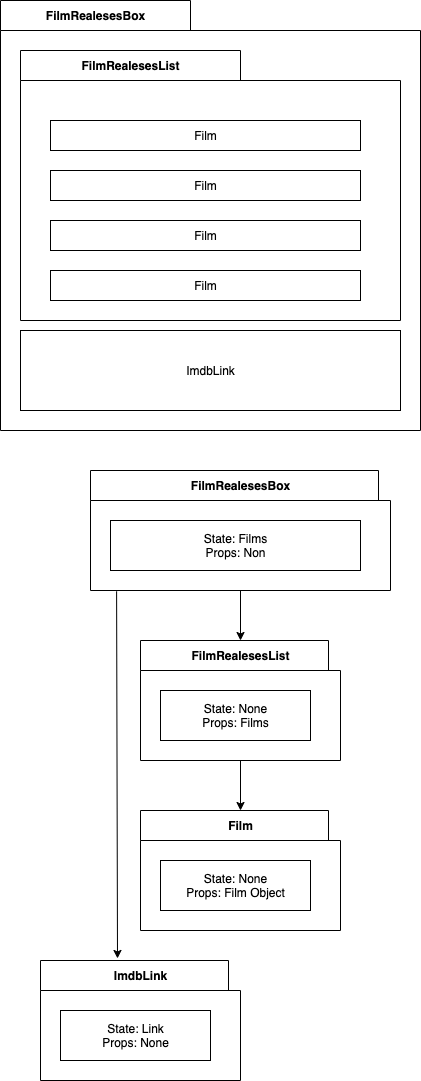 FilmRealesesBox
FilmRealesesList
Film
Film
Film
Film
ImdbLink
FilmRealesesBox
State: Films
Props: Non
FilmRealesesList
State: None
Props: Films
Film
State: None
Props: Film Object
ImdbLink
State: Link
Props: None